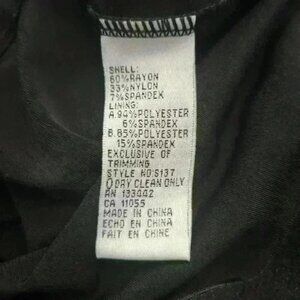 SHELL:
60%RAYON
33%NYLON
7%SPANDEX
LINING:
A.94%POLYESTER
6%SPANDEX
B.85%POLYESTER
15%SPANDEX
EXCLUSIVE OF
TRIMMING
STYLE NO:S137
DRY CLEAN ONLY
RN 133442
CA 11055
MADE IN CHINA
ECHO EN CHINA
FAIT EN CHINE